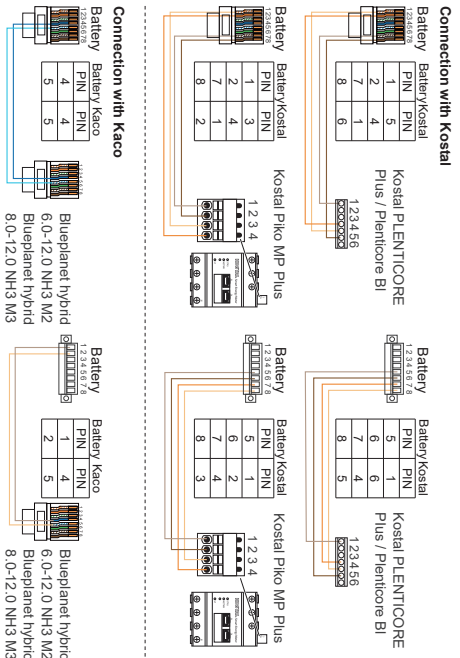 Connection with Kostal
Battery
12345678
Battery Kostal
PIN PIN
1 5
2 4
7 1
8 6
Kostal PLENTICORE
Plus / Plenticore BI
123456
Battery
12345678
Battery Kostal
PIN PIN
5 1
6 6
7 4
8 5
Kostal PLENTICORE
Plus / Plenticore BI
123456
Battery
12345678
Battery Kostal
PIN PIN
1 3
2 4
7 1
8 2
Kostal Piko MP Plus
1 2 3 4
Battery
12345678
Battery Kostal
PIN PIN
5 1
6 2
7 4
8 3
Kostal Piko MP Plus
1 2 3 4
Connection with Kaco
Battery
12345678
Battery Kaco
PIN PIN
4 4
5 5
Blueplanet hybrid
6.0-12.0 NH3 M2
Blueplanet hybrid
8.0-12.0 NH3 M3
Battery
12345678
Battery Kaco
PIN PIN
1 4
2 5
Blueplanet hybrid
6.0-12.0 NH3 M2
Blueplanet hybrid
8.0-12.0 NH3 M3